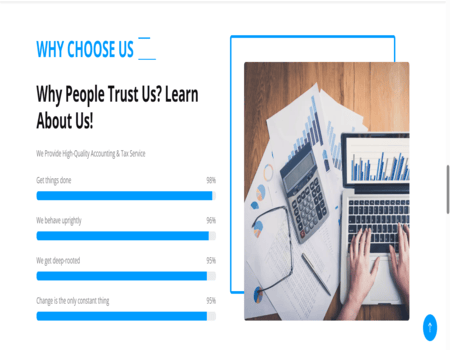 WHY CHOOSE US
Why People Trust Us? Learn
About Us!
We Provide High-Quality Accounting & Tax Service
Get things done 98%
We behave uprightly 96%
We get deep-rooted 95%
Change is the only constant thing 95%